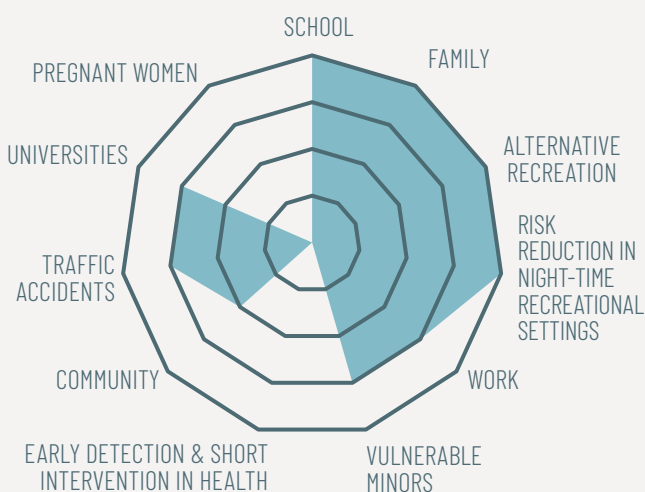 SCHOOL
FAMILY
ALTERNATIVE
RECREATION
RISK
REDUCTION IN
NIGHT-TIME
RECREATIONAL
SETTINGS
WORK
VULNERABLE
MINORS
EARLY DETECTION & SHORT
INTERVENTION IN HEALTH
COMMUNITY
TRAFFIC
ACCIDENTS
UNIVERSITIES
PREGNANT WOMEN